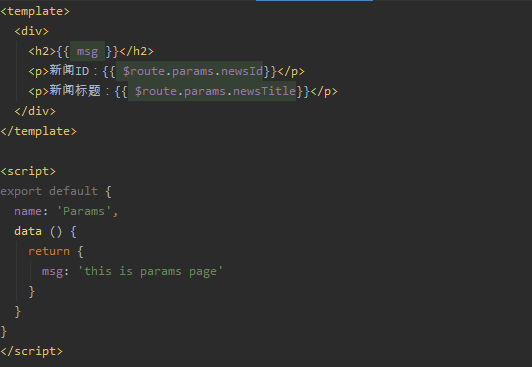 <template>
  <div>
    <h2>{{ msg }}</h2>
    <p>新闻ID：{{ $route.params.newsId}}</p>
    <p>新闻标题：{{ $route.params.newsTitle}}</p>
  </div>
</template>

<script>
export default {
  name: 'Params',
  data () {
    return {
      msg: 'this is params page'
    }
  }
}
</script>